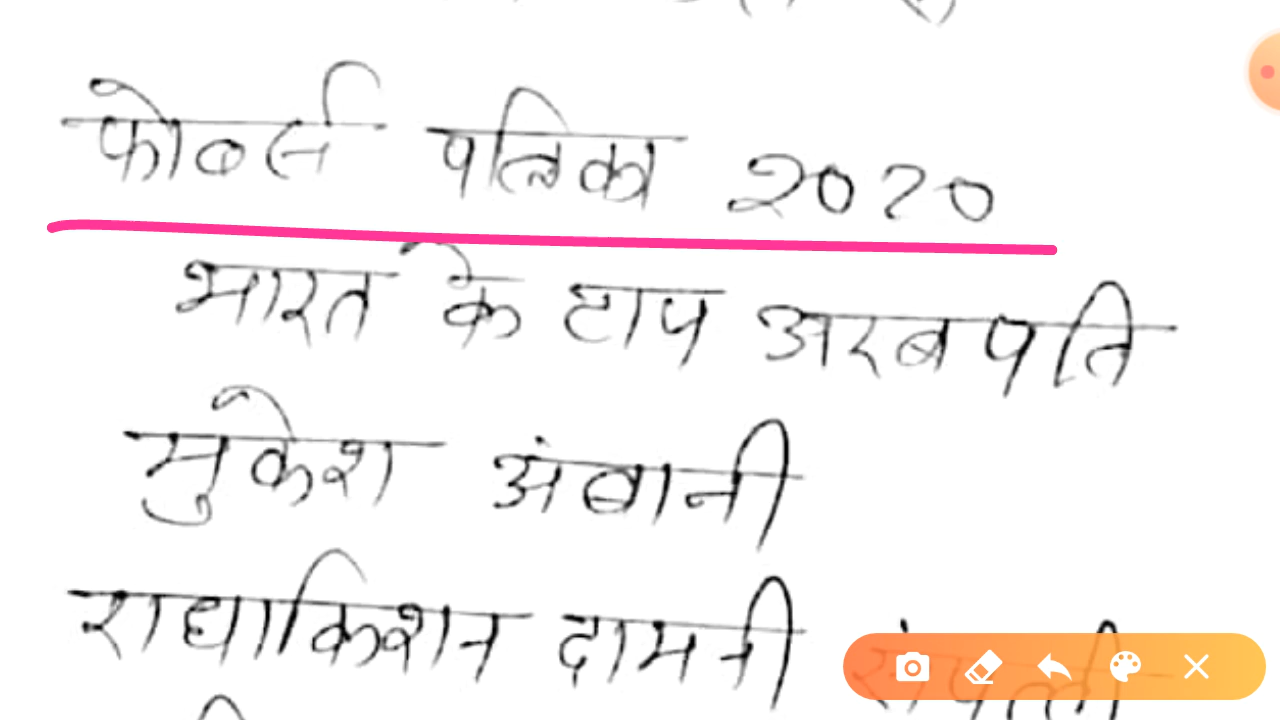 फोर्ब्स पत्रिका 2020
भारत के टाप अरबपति
मुकेश अंबानी
राधाकिशन दामनी